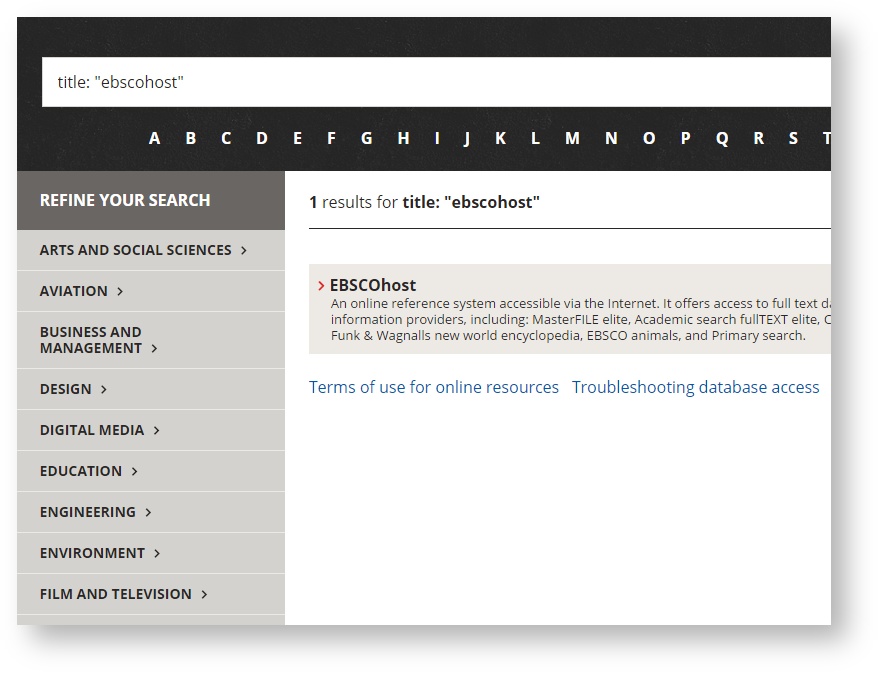 title: "ebscohost"
A B C D E F G H I J K L M N O P Q R S T
REFINE YOUR SEARCH
ARTS AND SOCIAL SCIENCES
AVIATION
BUSINESS AND
MANAGEMENT
DESIGN
DIGITAL MEDIA
EDUCATION
ENGINEERING
ENVIRONMENT
FILM AND TELEVISION
1 results for title: "ebscohost"
EBSCOhost
An online reference system accessible via the Internet. It offers access to full text
information providers, including: MasterFILE elite, Academic search fullTEXT elite,
Funk & Wagnalls new world encyclopedia, EBSCO animals, and Primary search.
Terms of use for online resources Troubleshooting database access